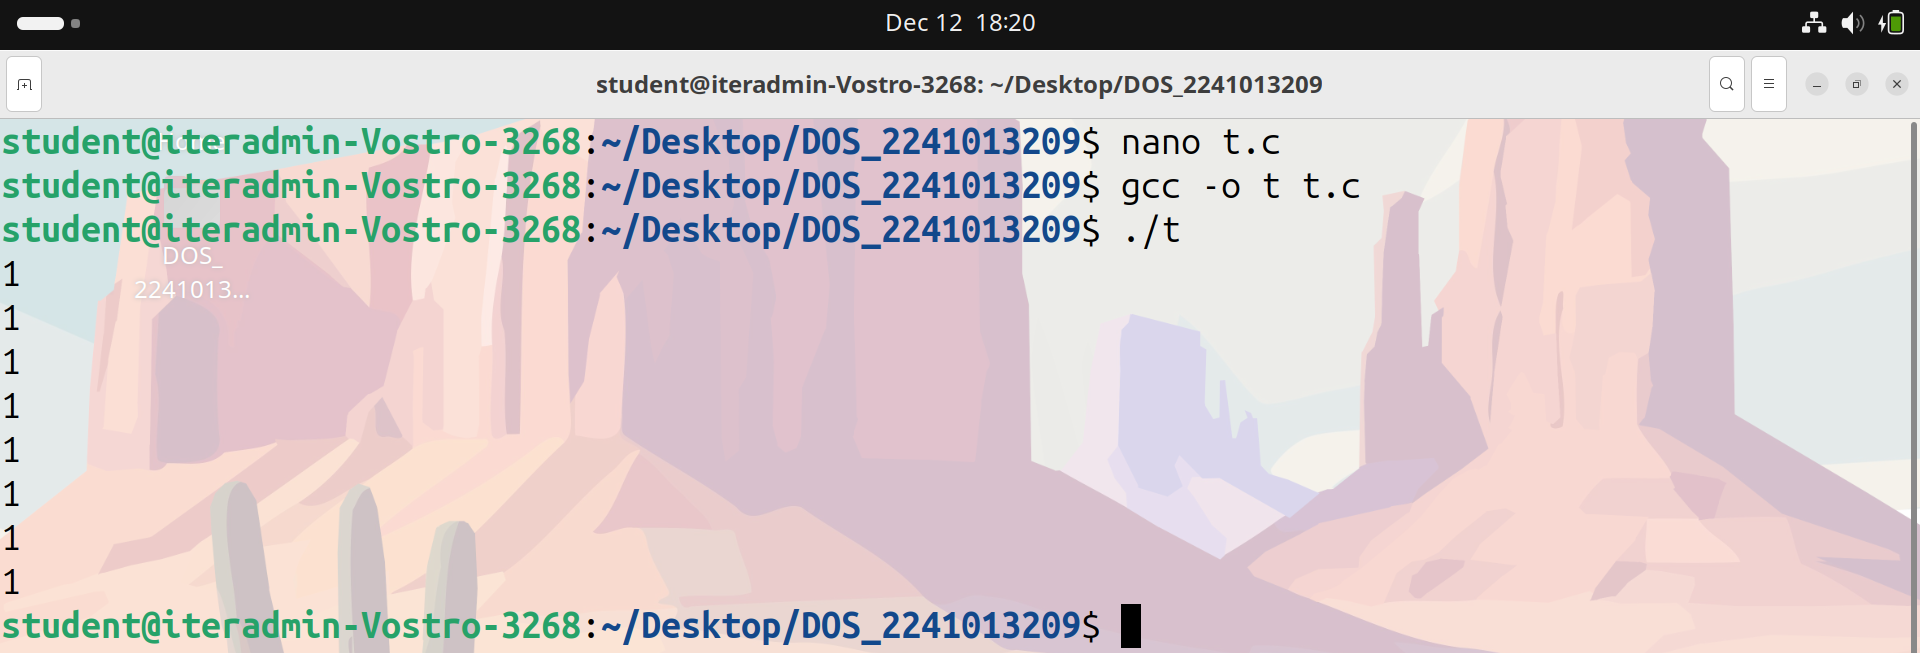 Dec 12 18:20
student@iteradmin-Vostro-3268: ~/Desktop/DOS_2241013209
student@iteradmin-Vostro-3268:~/Desktop/DOS_2241013209$ nano t.c
student@iteradmin-Vostro-3268:~/Desktop/DOS_2241013209$ gcc -o t t.c
student@iteradmin-Vostro-3268:~/Desktop/DOS_2241013209$ ./t
DOS_
1
2241013...
1
1
1
1
1
1
1
student@iteradmin-Vostro-3268:~/Desktop/DOS_2241013209$